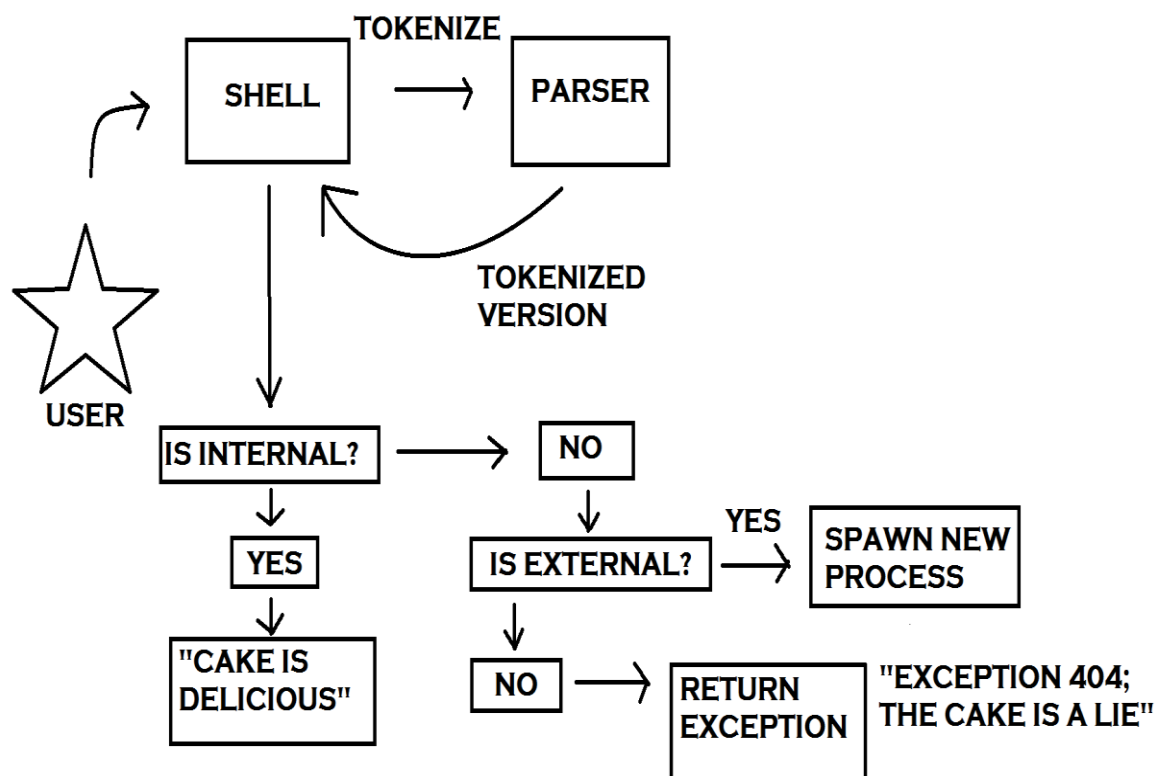 TOKENIZE
SHELL
PARSER
TOKENIZED
VERSION
USER
IS INTERNAL?
NO
YES
IS EXTERNAL?
YES
SPAWN NEW
PROCESS
"CAKE IS
DELICIOUS"
NO
RETURN
EXCEPTION
"EXCEPTION 404;
THE CAKE IS A LIE"